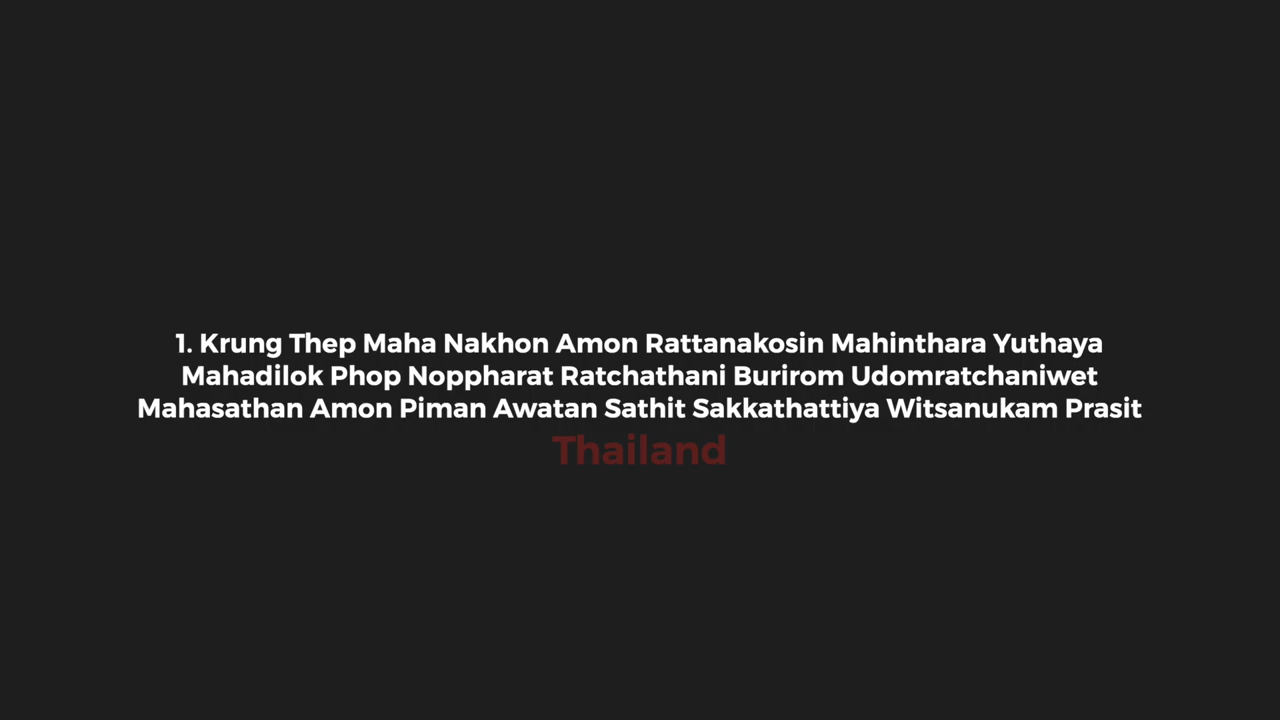 1. Krung Thep Maha Nakhon Amon Rattanakosin Mahinthara Yuthaya
Mahadilok Phop Noppharat Ratchathani Burirom Udomratchaniwet
Mahasathan Amon Piman Awatan Sathit Sakkathattiya Witsanukam Prasit
Thailand